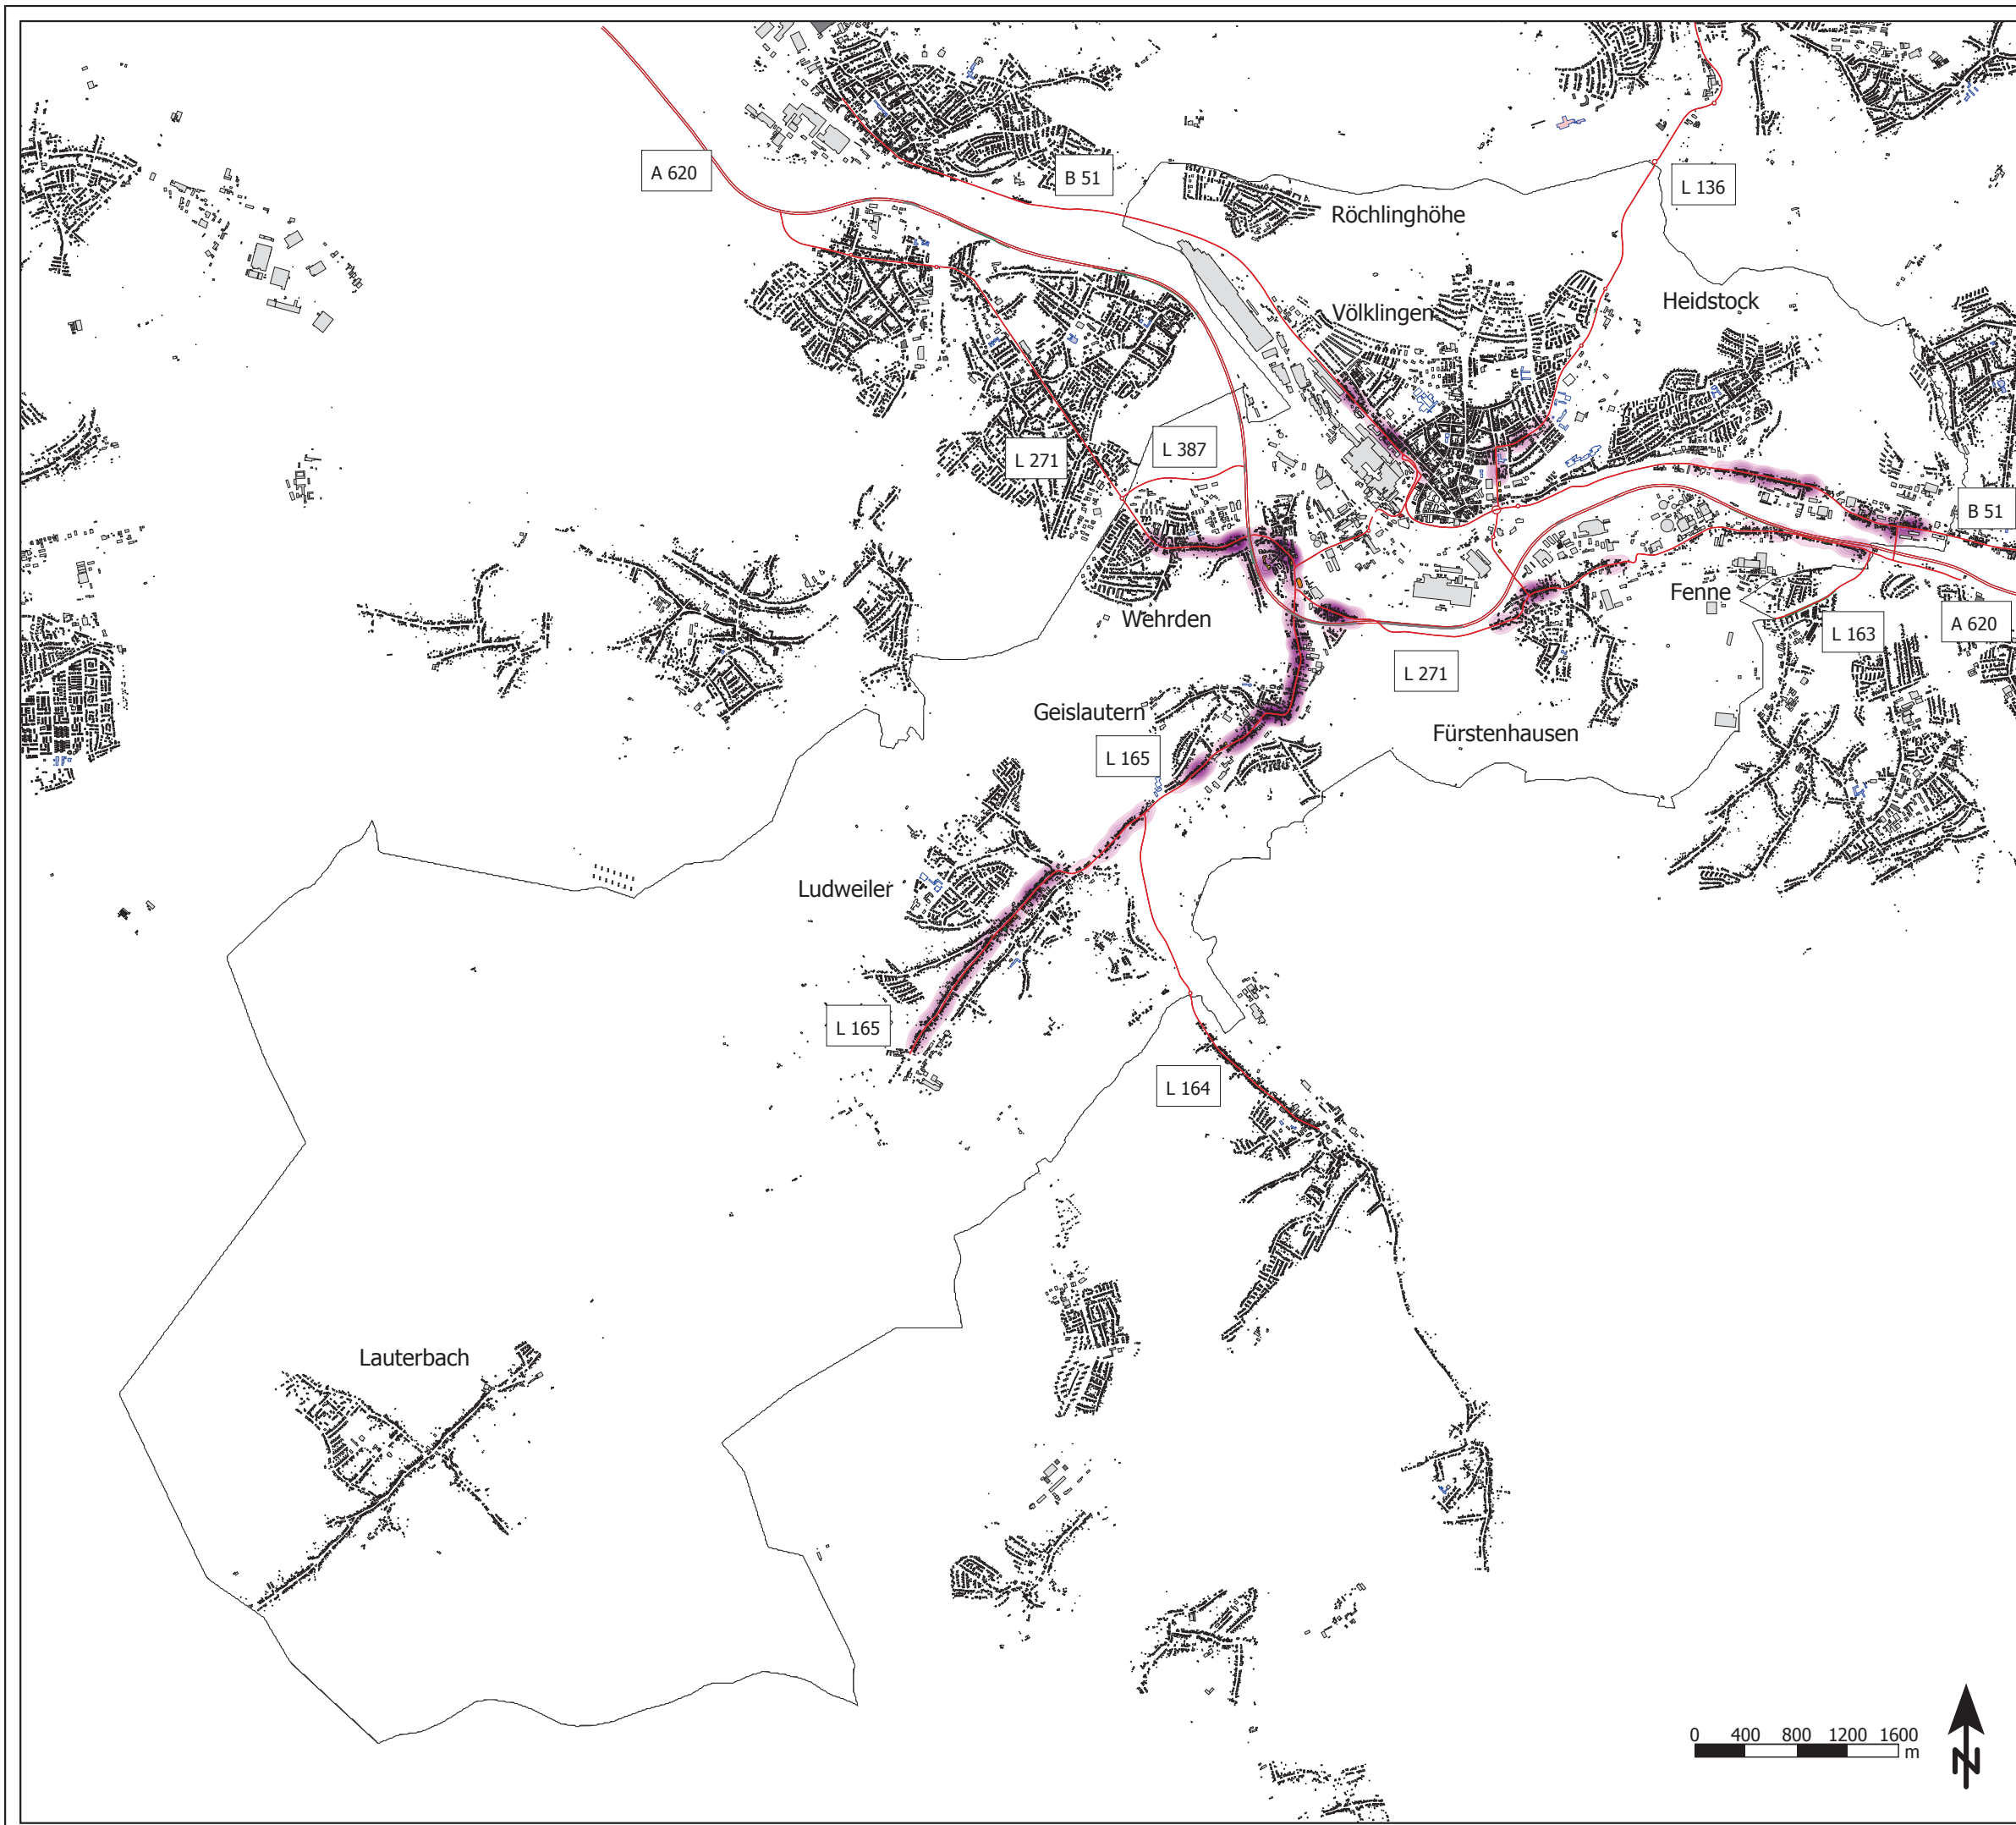 A 620
B 51
L 136
Röchlinghöhe
Heidstock
Völklingen
L 387
L 271
B 51
Fenne
Wehrden
L 163
A 620
L 271
Geislautern
Fürstenhausen
L 165
Ludweiler
L 165
L 164
Lauterbach
0 400 800 1200 1600
m
N